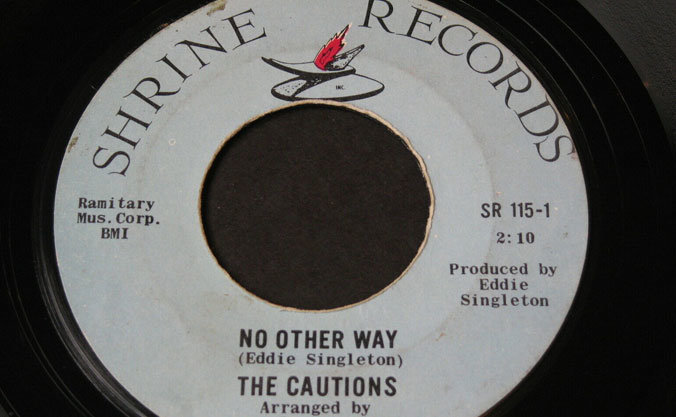 SHRINE RECORDS
INC.
Ramitary
Mus. Corp.
BMI
SR 115-1
2:10
Produced by
Eddie
Singleton
NO OTHER WAY
(Eddie Singleton)
THE CAUTIONS
Arranged by